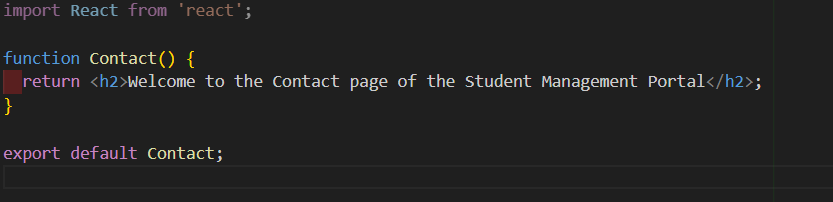 import React from 'react';
function Contact() {
  return <h2>Welcome to the Contact page of the Student Management Portal</h2>;
}
export default Contact;